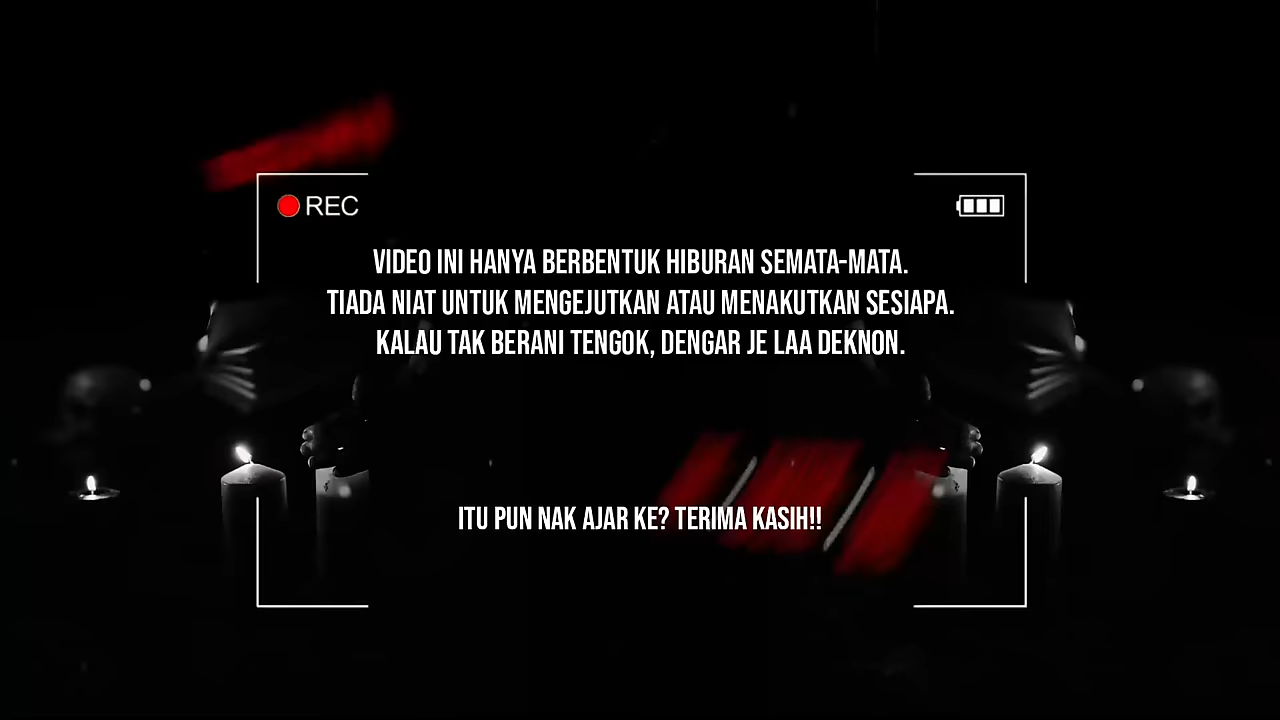 REC
VIDEO INI HANYA BERBENTUK HIBURAN SEMATA-MATA.
TIADA NIAT UNTUK MENGEJUTKAN ATAU MENAKUTKAN SESIAPA.
KALAU TAK BERANI TENGOK, DENGAR JE LAA DEKNON.
ITU PUN NAK AJAR KE? TERIMA KASIH!!